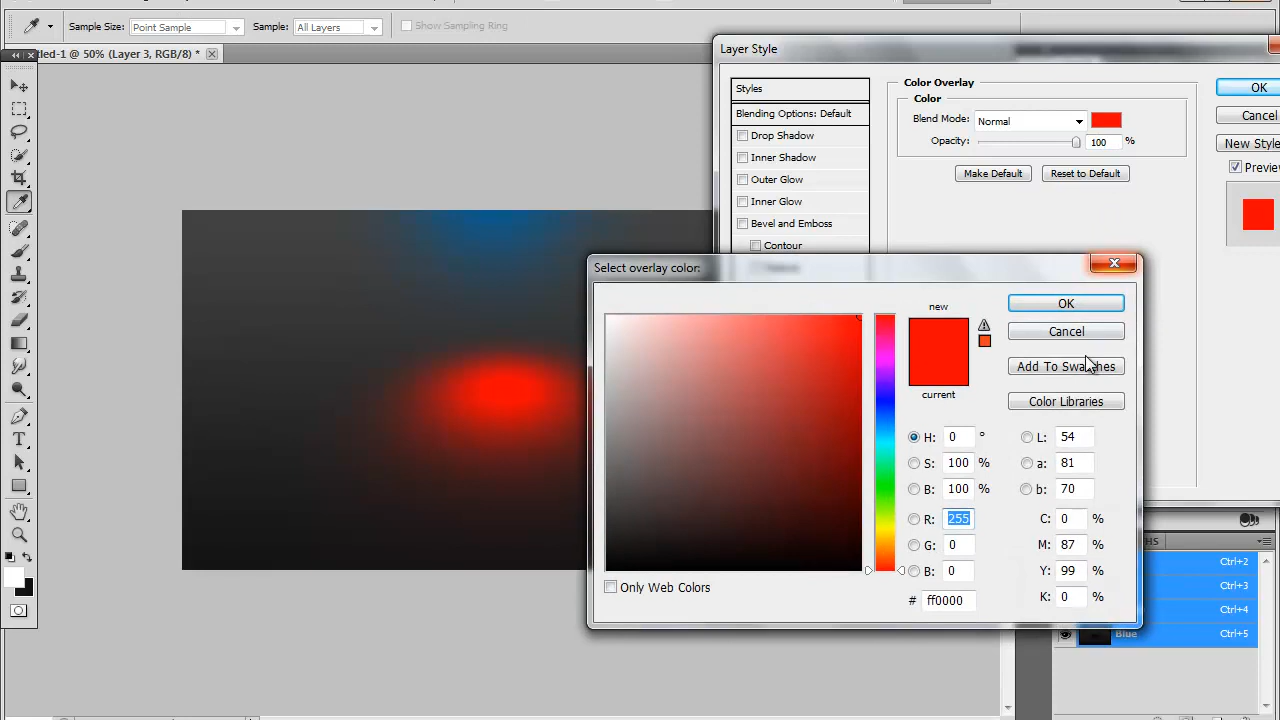 Sample Size: Point Sample Sample: All Layers Show Sampling Ring
tled-1 @ 50% (Layer 3, RGB/8) *
Layer Style
Styles
Blending Options: Default
Drop Shadow
Inner Shadow
Outer Glow
Inner Glow
Bevel and Emboss
Contour
Color Overlay
Color
Blend Mode: Normal
Opacity: 100 %
Make Default Reset to Default
OK
Cancel
New Style
Preview
Select overlay color:
new
current
OK
Cancel
Add To Swatches
Color Libraries
H: 0 °
S: 100 %
B: 100 %
R: 255
G: 0
B: 0
# ff0000
L: 54
a: 81
b: 70
C: 0 %
M: 87 %
Y: 99 %
K: 0 %
Only Web Colors
HS
Ctrl+2
Ctrl+3
Ctrl+4
Blue Ctrl+5
T